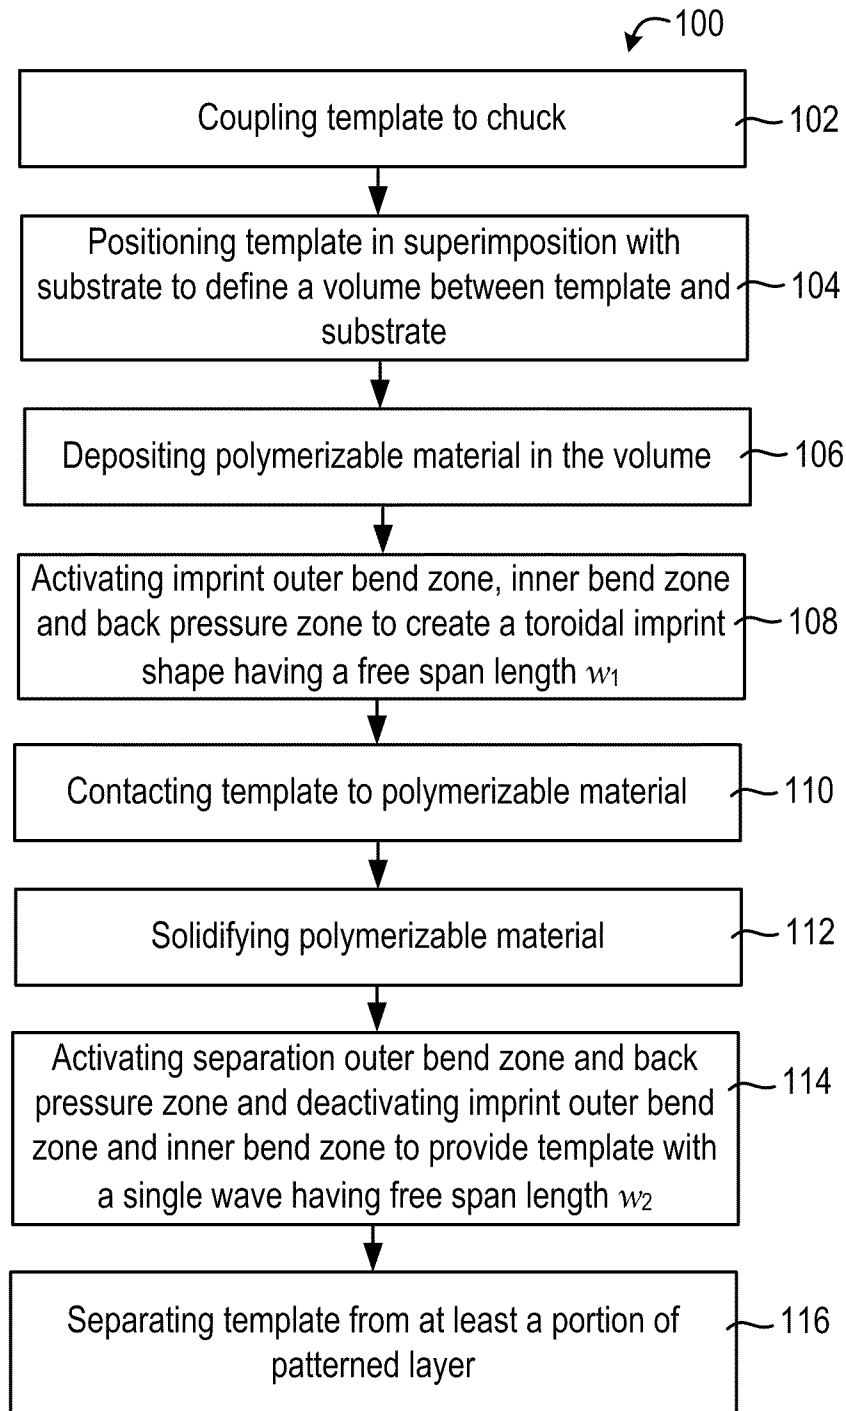 100
Coupling template to chuck
102
Positioning template in superimposition with
substrate to define a volume between template and
substrate
104
Depositing polymerizable material in the volume
106
Activating imprint outer bend zone, inner bend zone
and back pressure zone to create a toroidal imprint
shape having a free span length w1
108
Contacting template to polymerizable material
110
Solidifying polymerizable material
112
Activating separation outer bend zone and back
pressure zone and deactivating imprint outer bend
zone and inner bend zone to provide template with
a single wave having free span length w2
114
Separating template from at least a portion of
patterned layer
116